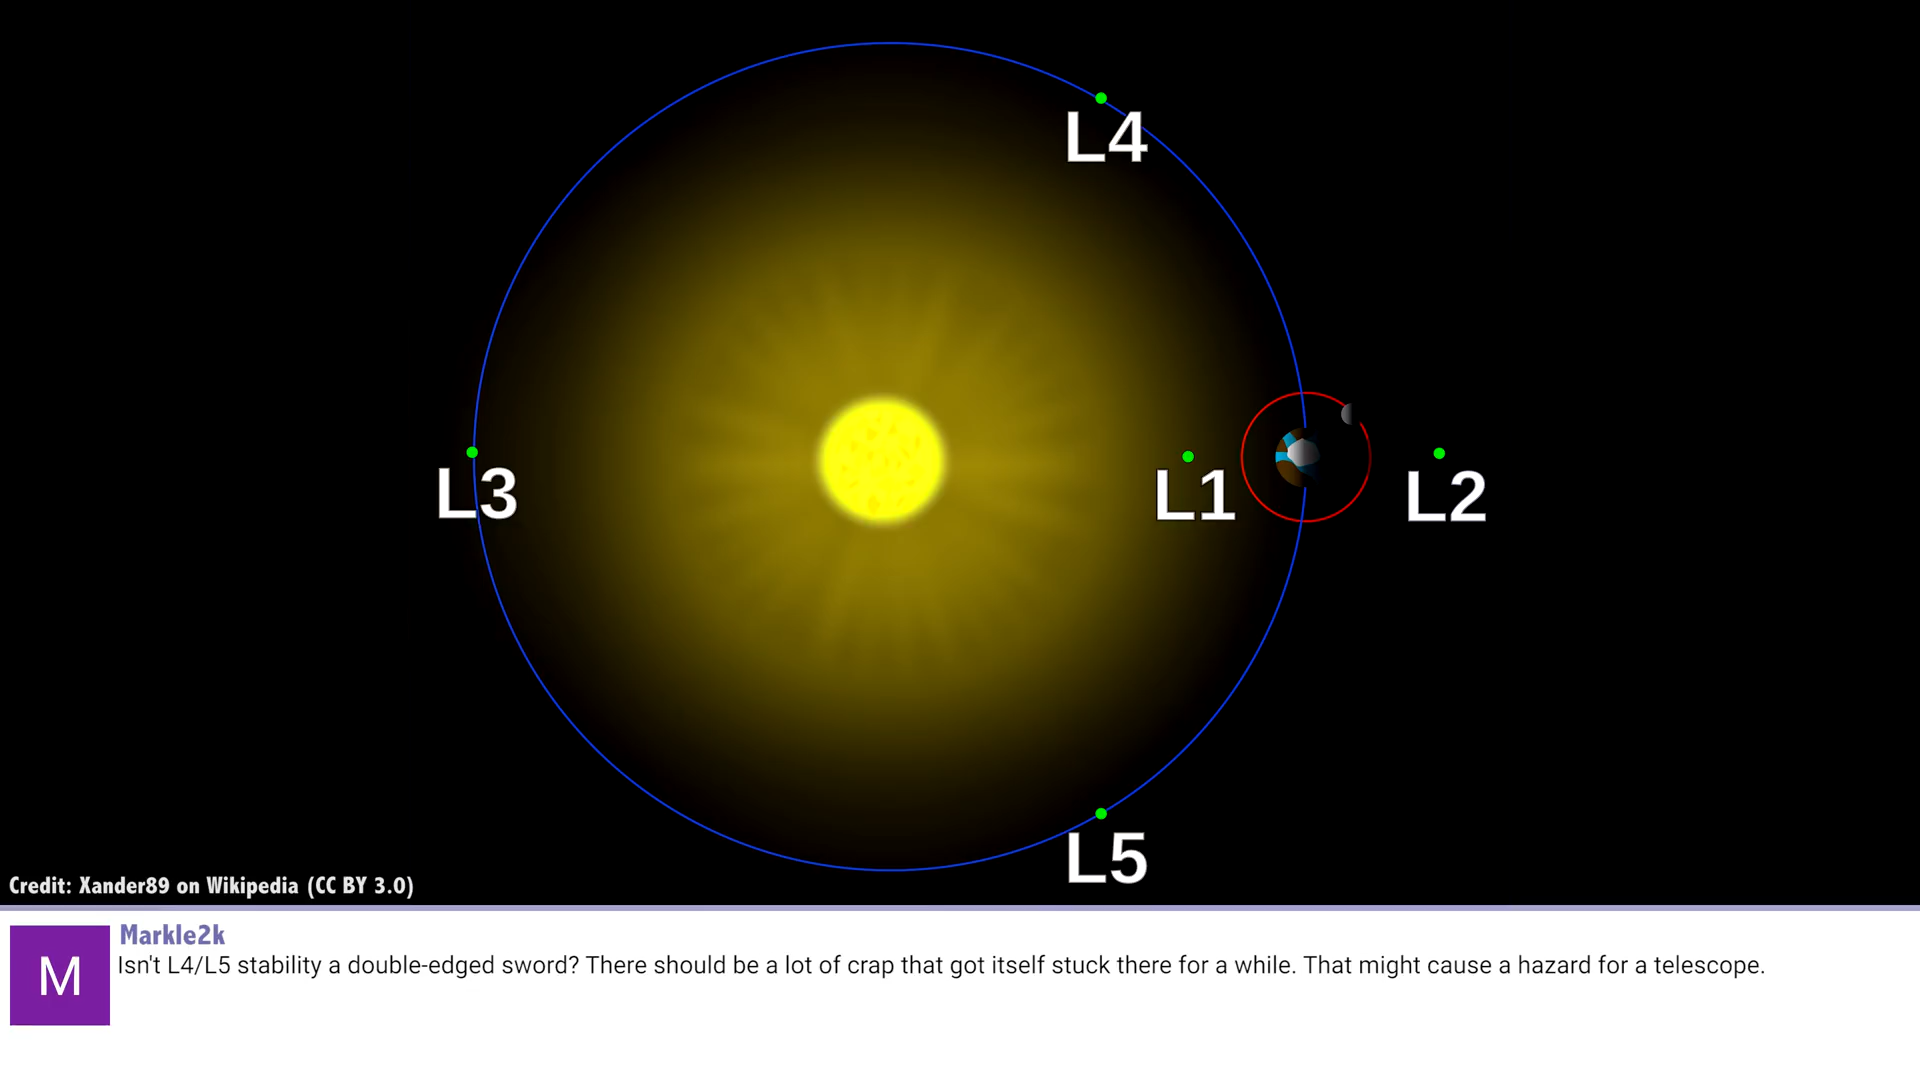 L4
L3
L1
L2
L5
Credit: Xander89 on Wikipedia (CC BY 3.0)
M
Markle2k
Isn't L4/L5 stability a double-edged sword? There should be a lot of crap that got itself stuck there for a while. That might cause a hazard for a telescope.